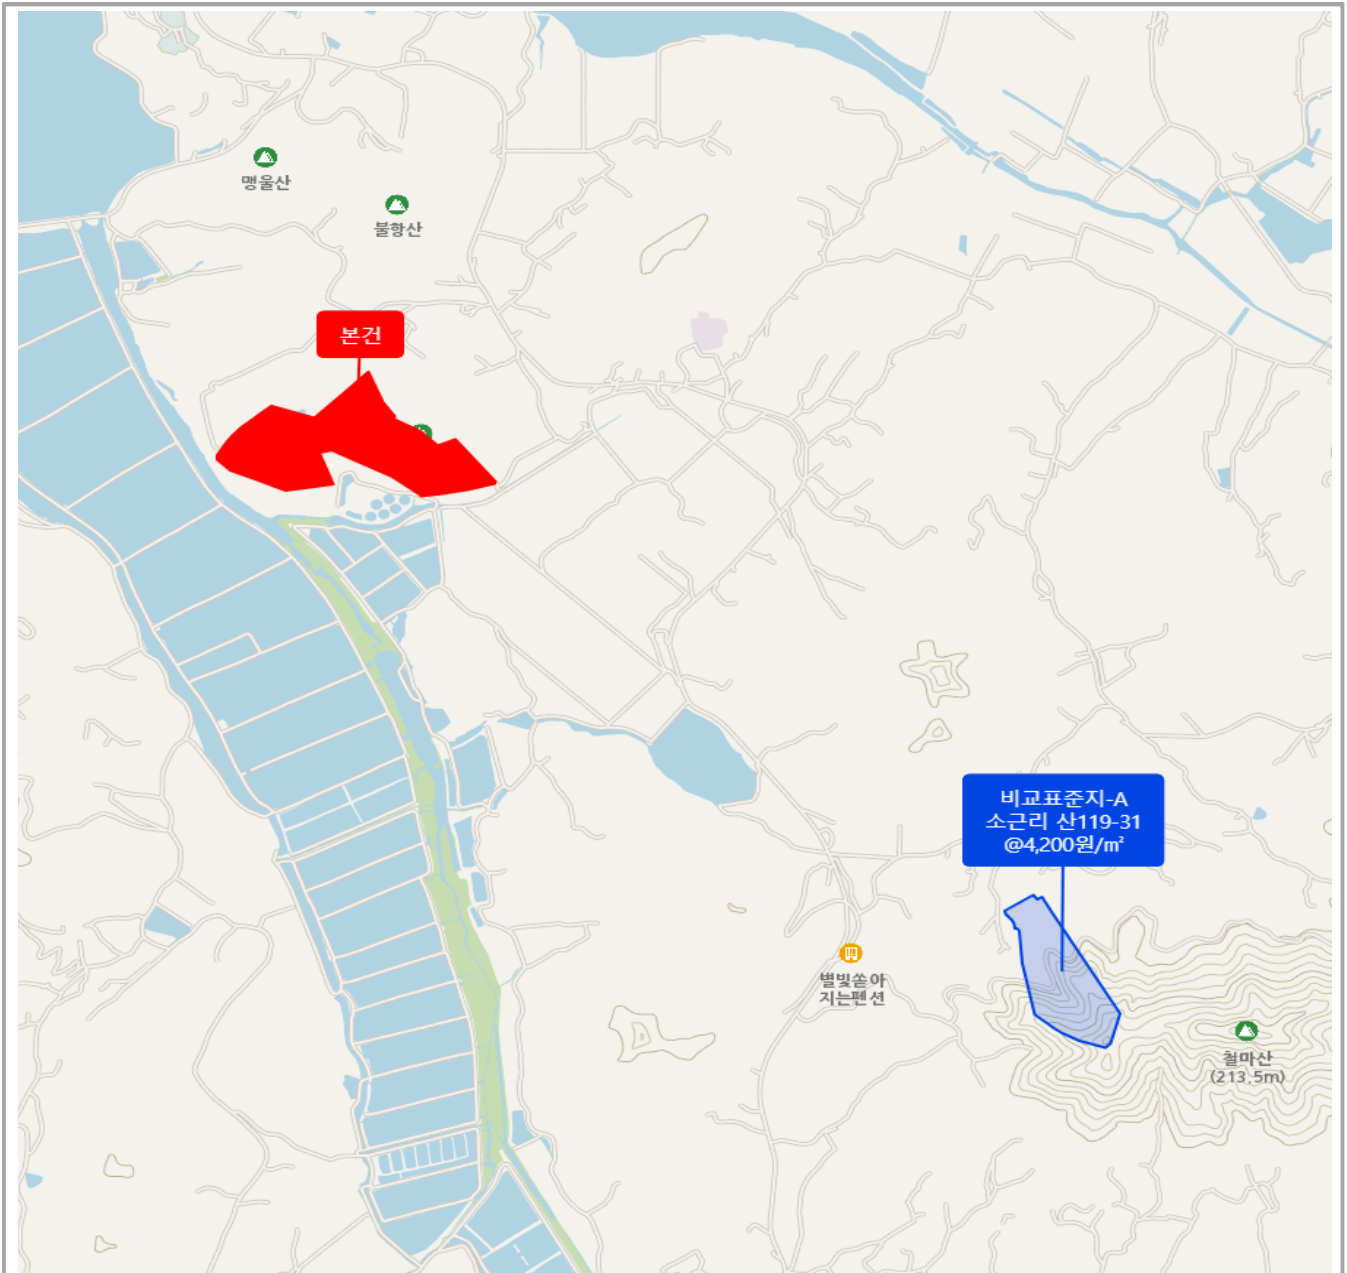 맹울산
불항산
본건
비교표준지-A
소근리 산119-31
@4,200원/㎡
별빛쏟아
지는펜션
철마산
(213.5m)